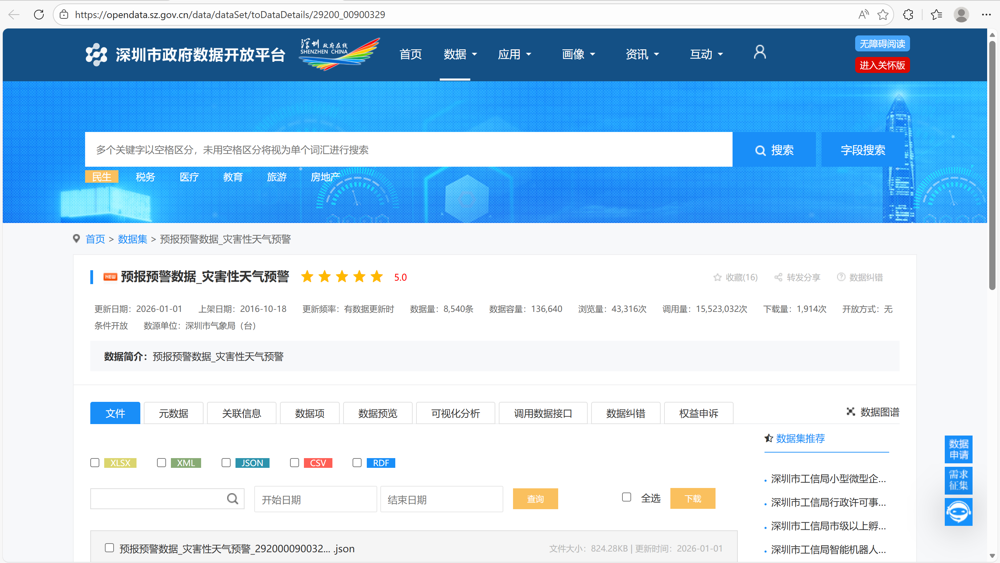 https://opendata.sz.gov.cn/data/dataSet/toDataDetails/29200_00900329
深圳市政府数据开放平台
深圳 政府在线
SHENZHEN CHINA
首页 数据 应用 画像 资讯 互动
无障碍阅读
进入关怀版
多个关键字以空格区分，未用空格区分将视为单个词汇进行搜索
搜索
字段搜索
民生 税务 医疗 教育 旅游 房地产
首页 > 数据集 > 预报预警数据_灾害性天气预警
NEW 预报预警数据_灾害性天气预警 5.0
收藏(16) 转发分享 数据纠错
更新日期：2026-01-01 上架日期：2016-10-18 更新频率：有数据更新时 数据量：8,540条 数据容量：136,640 浏览量：43,316次 调用量：15,523,032次 下载量：1,914次 开放方式：无
条件开放 数源单位：深圳市气象局（台）
数据简介：预报预警数据_灾害性天气预警
文件 元数据 关联信息 数据项 数据预览 可视化分析 调用数据接口 数据纠错 权益申诉
数据图谱
XLSX XML JSON CSV RDF
开始日期 结束日期 查询 全选 下载
预报预警数据_灾害性天气预警_292000090032... .json
文件大小：824.28KB | 更新时间：2026-01-01
数据集推荐
深圳市工信局小型微型企...
深圳市工信局行政许可事...
深圳市工信局市级以上孵...
深圳市工信局智能机器人...
数据
申请
需求
征集